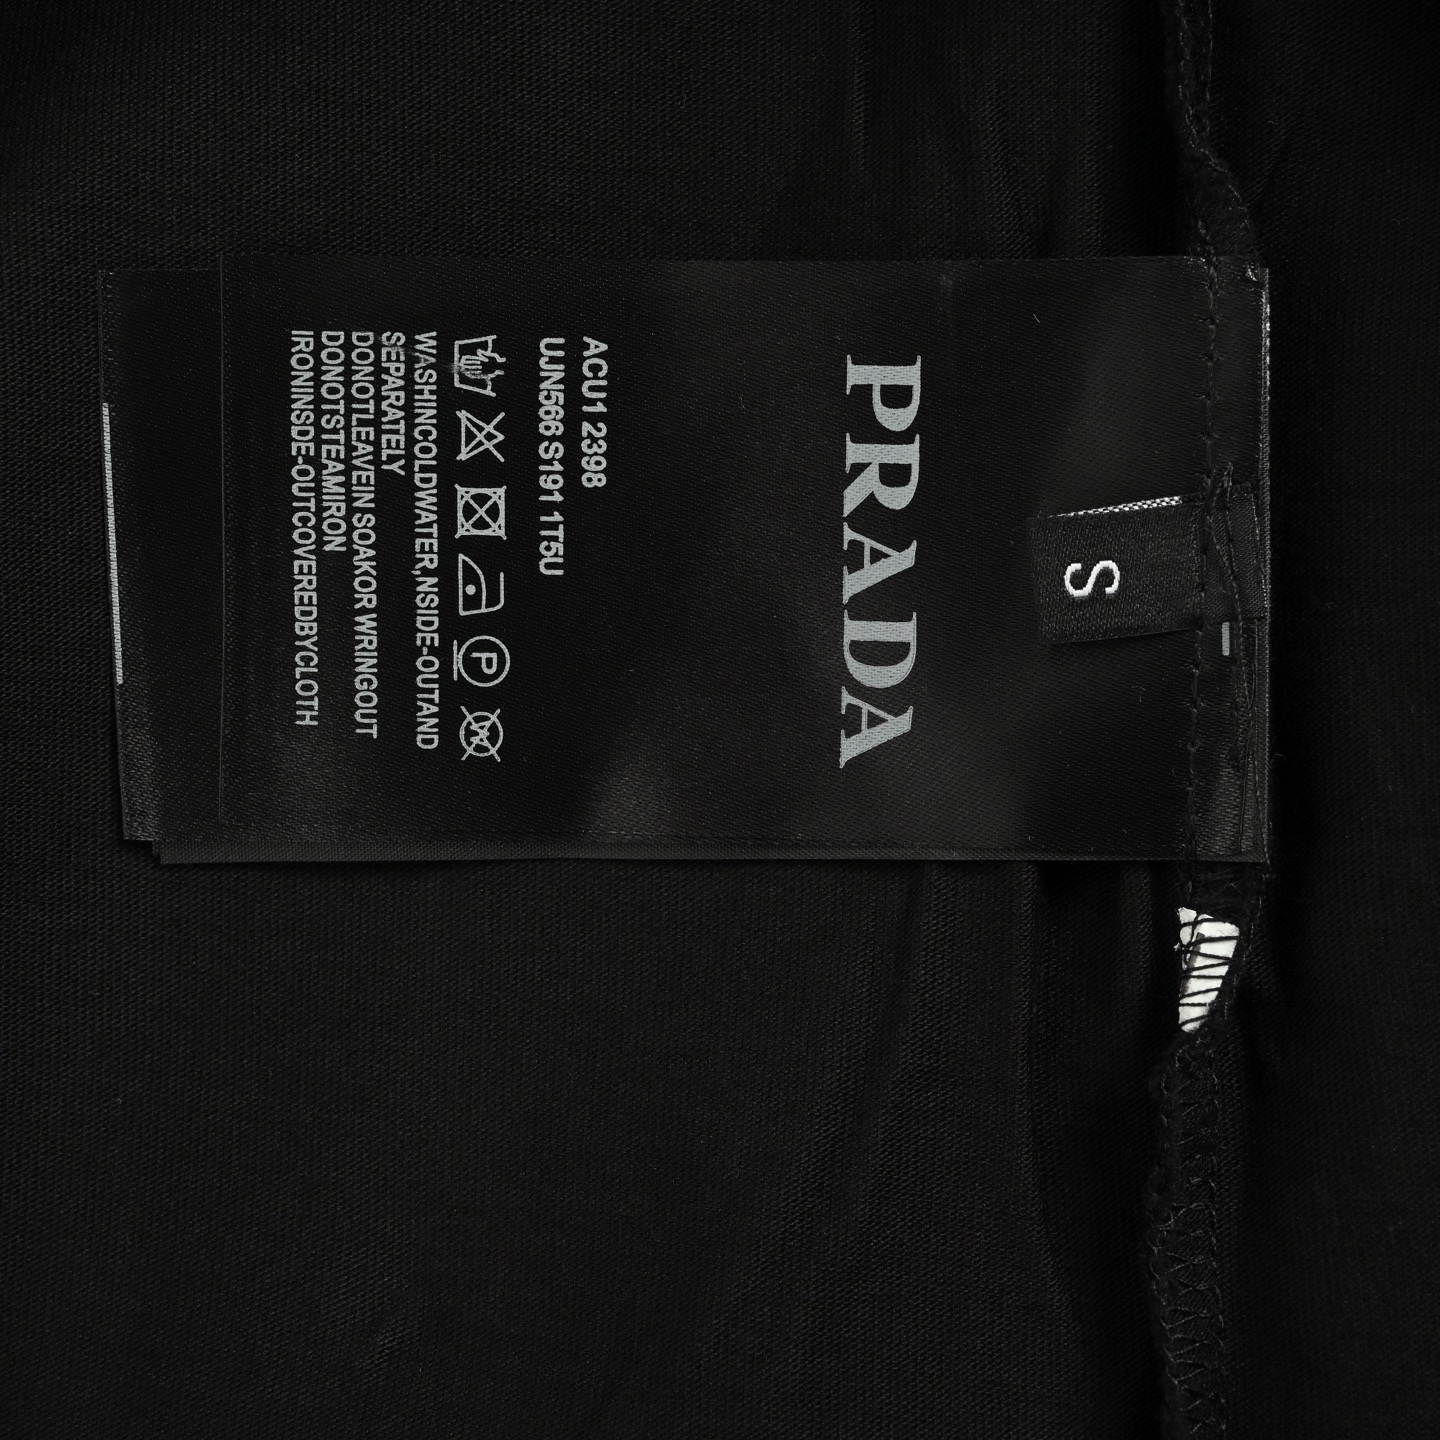 S
PRADA
ACU1 2398
UJN566 S191 1T5U
P
WASHINCOLDWATER,NSIDE-OUTAND
SEPARATELY
DONOTLEAVEIN SOAKOR WRINGOUT
DONOTSTEAMIRON
IRONINSDE-OUTCOVEREDBYCLOTH